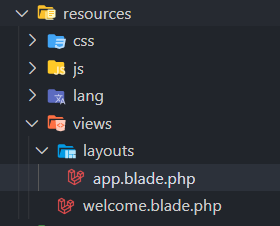 resources
css
js
lang
views
layouts
app.blade.php
welcome.blade.php